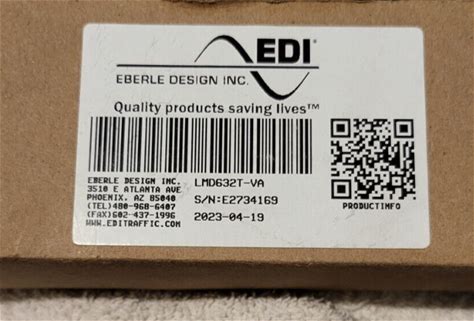 EDI®
EBERLE DESIGN INC.
Quality products saving lives™
EBERLE DESIGN INC.
3510 E ATLANTA AVE
PHOENIX, AZ 85040
(TEL)480-968-6407
(FAX)602-437-1996
WWW.EDITRAFFIC.COM
LMD632T-VA
S/N:E2734169
2023-04-19
PRODUCTINFO